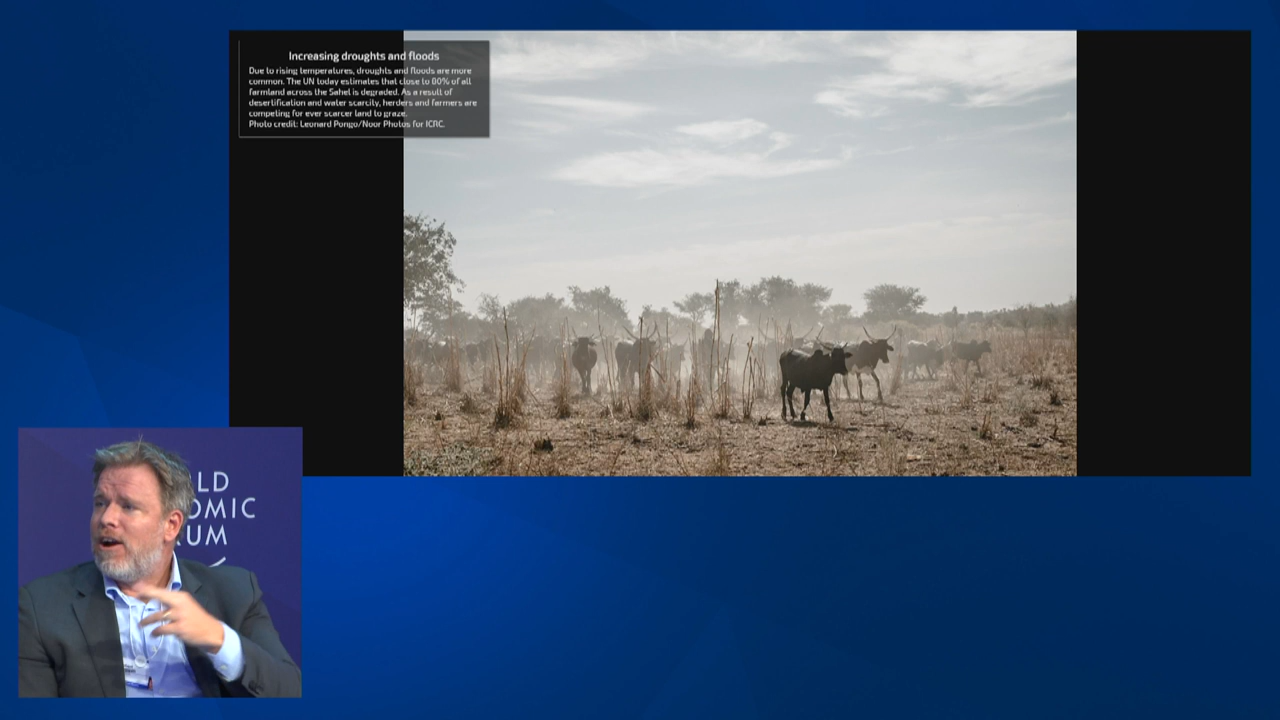 Increasing droughts and floods
Due to rising temperatures, droughts and floods are more
common. The UN today estimates that close to 80% of all
farmland across the Sahel is degraded. As a result of
desertification and water scarcity, herders and farmers are
competing for ever scarcer land to graze.
Photo credit: Leonard Pongo/Noor Photos for ICRC.
LD
OMIC
UM